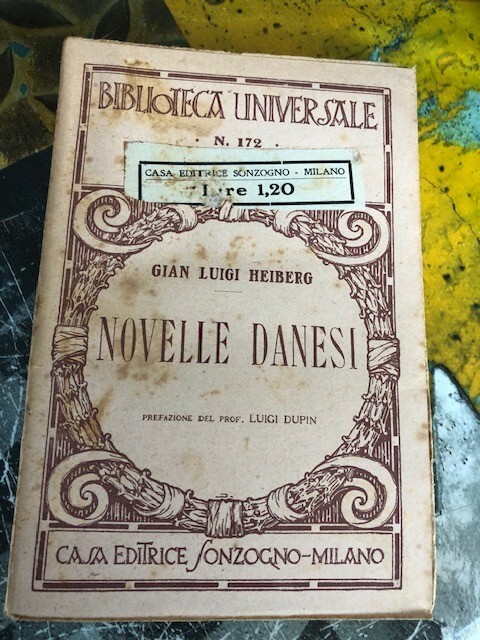 BIBLIOTECA UNIVERSALE
· N. 172 ·
CASA EDITRICE SONZOGNO - MILANO
Lire 1,20
GIAN LUIGI HEIBERG
NOVELLE DANESI
PREFAZIONE DEL PROF. LUIGI DUPIN
CASA EDITRICE SONZOGNO-MILANO